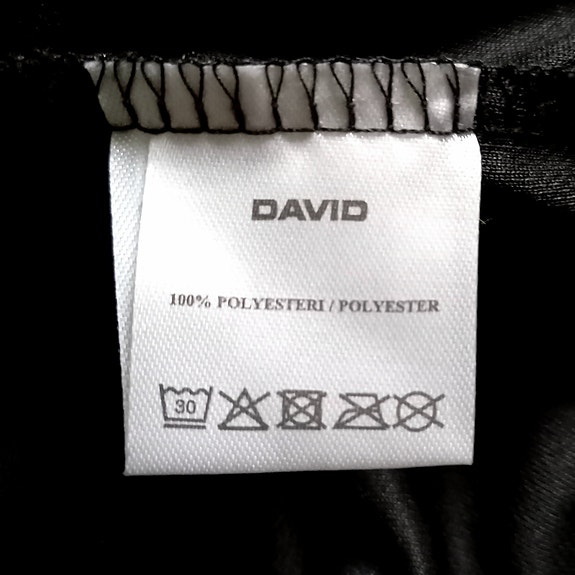 DAVID
100% POLYESTERI / POLYESTER
30